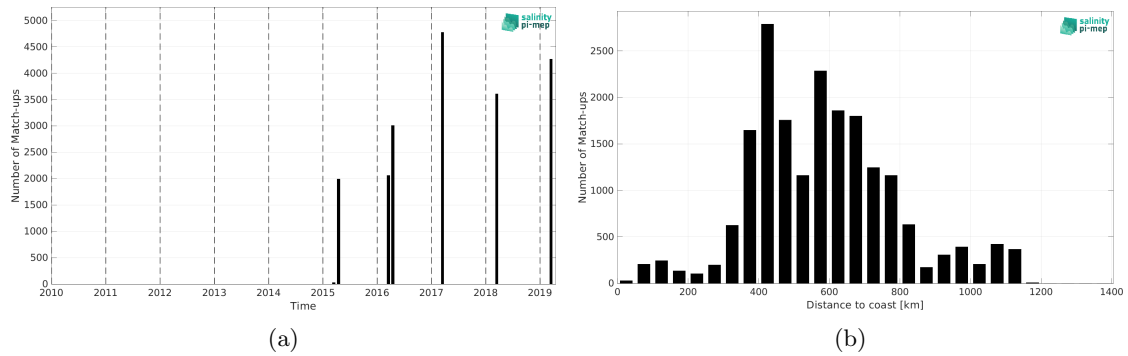 5000
4500
4000
3500
3000
2500
2000
1500
1000
500
0
Number of Match-ups
2010 2011 2012 2013 2014 2015 2016 2017 2018 2019
Time
salinity
pi-mep
(a)
2500
2000
1500
1000
500
0
Number of Match-ups
0 200 400 600 800 1000 1200 1400
Distance to coast [km]
salinity
pi-mep
(b)